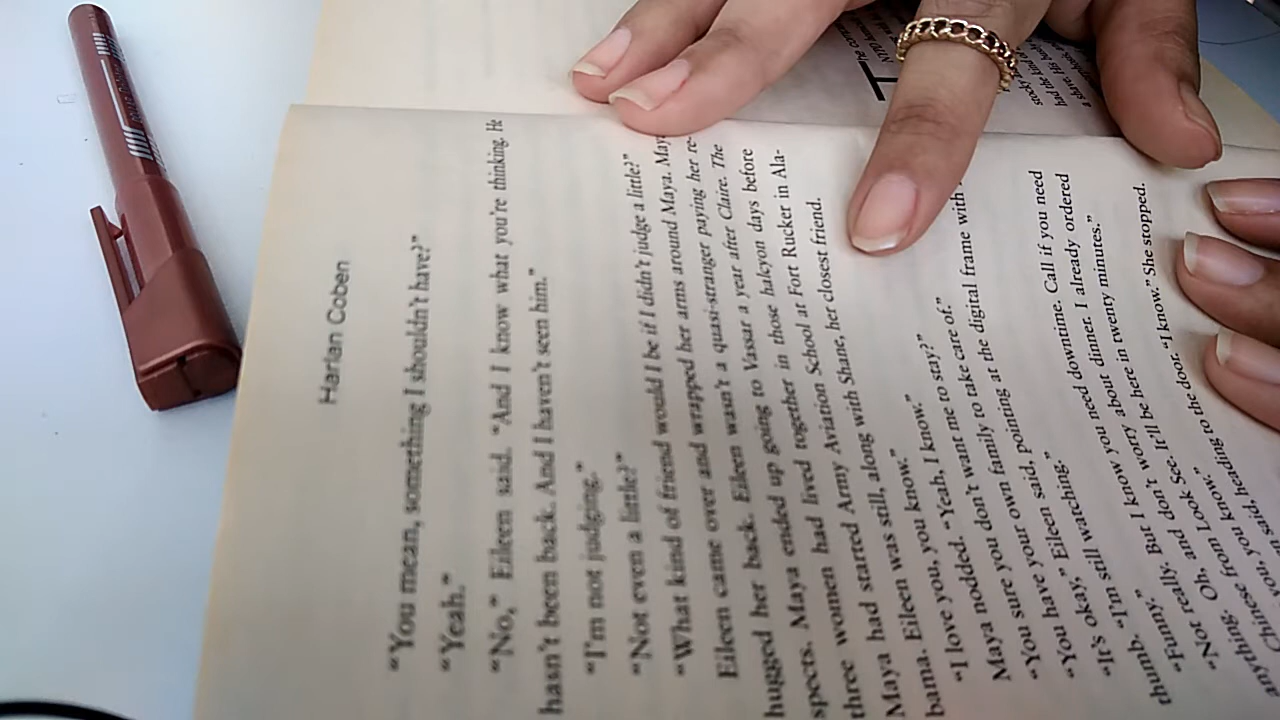 Harlan Coben
“You mean, something I shouldn't have?”
“Yeah.”
“No,” Eileen said. “And I know what you're thinking. He
hasn't been back. And I haven't seen him.”
“I'm not judging.”
“Not even a little?”
“What kind of friend would I be if I didn't judge a little?”
Eileen came over and wrapped her arms around Maya. Maya
hugged her back. Eileen wasn't a quasi-stranger paying her re-
spects. Maya ended up going to Vassar a year after Claire. The
three women had lived together in those halcyon days before
Maya had started Army Aviation School at Fort Rucker in Ala-
bama. Eileen was still, along with Shane, her closest friend.
“I love you, you know.”
Maya nodded. “Yeah, I know.”
“You sure you don't want me to stay?”
“You have your own family to take care of.”
“It's okay,” Eileen said, pointing at the digital frame with
thumb. “I'm still watching.”
“Funny.”
“Not really. But I know you need downtime. Call if you need
anything. Oh, and don't worry about dinner. I already ordered
from Look See. It'll be here in twenty minutes.”
you, you know.”
said, heading to the door. “I know.” She stopped.
T